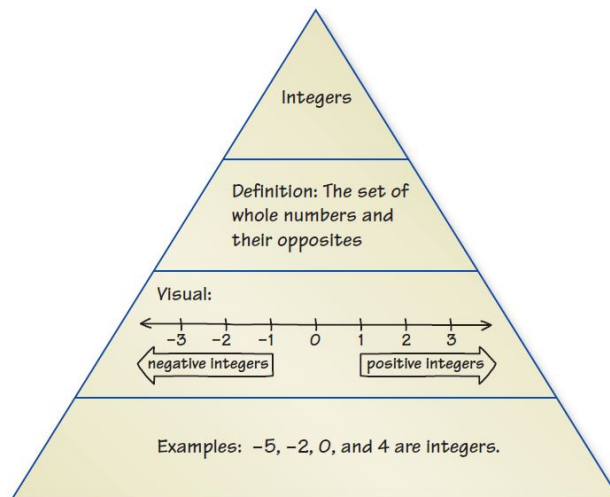 Integers
Definition: The set of
whole numbers and
their opposites
Visual:
-3 -2 -1 0 1 2 3
negative integers positive integers
Examples: -5, -2, 0, and 4 are integers.